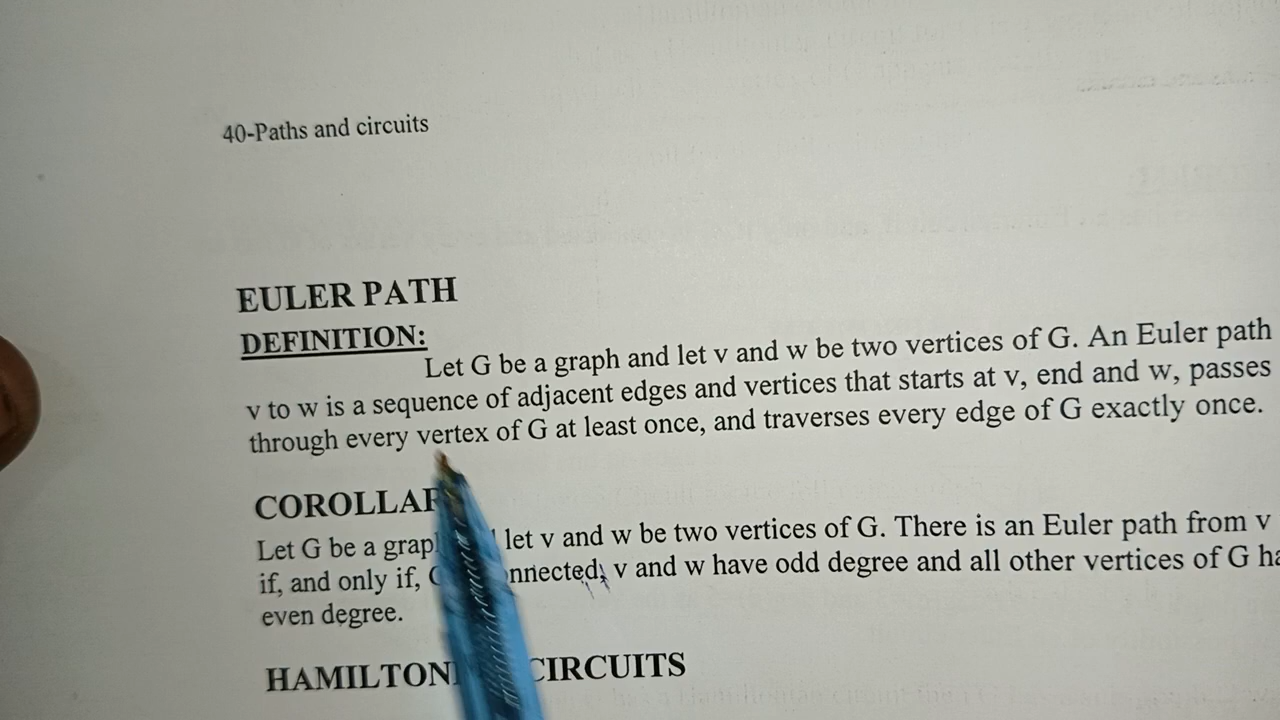 40-Paths and circuits
EULER PATH
DEFINITION:
Let G be a graph and let v and w be two vertices of G. An Euler path
v to w is a sequence of adjacent edges and vertices that starts at v, end and w, passes
through every vertex of G at least once, and traverses every edge of G exactly once.
COROLLAR
Let G be a grap let v and w be two vertices of G. There is an Euler path from v
if, and only if, nnected, v and w have odd degree and all other vertices of G ha
even degree.
HAMILTON CIRCUITS